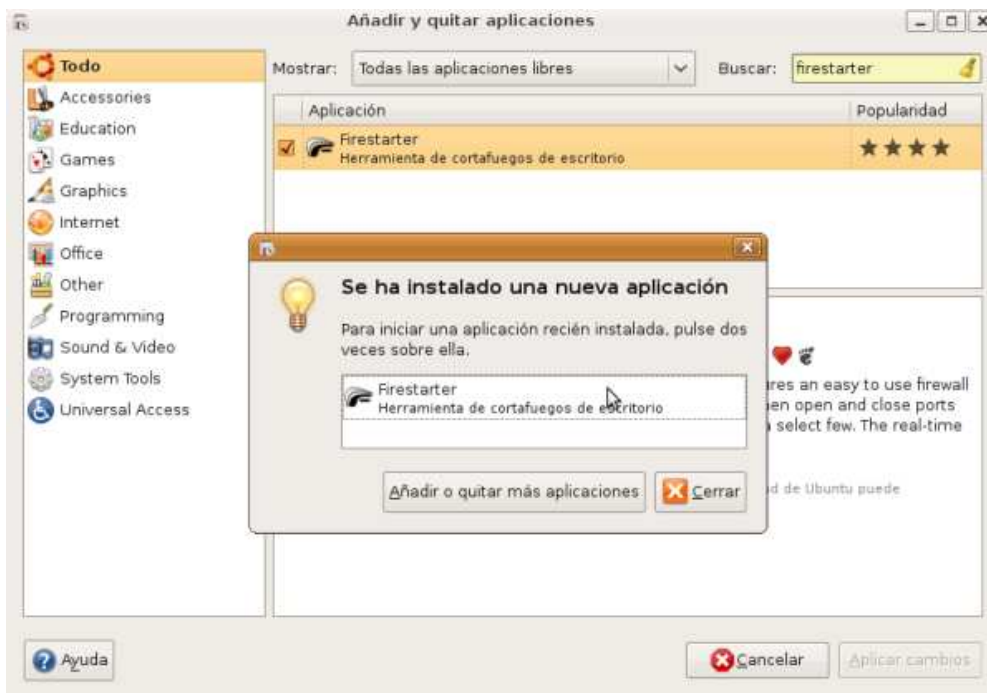 Añadir y quitar aplicaciones
Todo
Accessories
Education
Games
Graphics
Internet
Office
Other
Programming
Sound & Video
System Tools
Universal Access
Mostrar: Todas las aplicaciones libres Buscar: firestarter
Aplicación Popularidad
Firestarter
Herramienta de cortafuegos de escritorio
Se ha instalado una nueva aplicación
Para iniciar una aplicación recién instalada, pulse dos
veces sobre ella.
Firestarter
Herramienta de cortafuegos de escritorio
Añadir o quitar más aplicaciones Cerrar
an easy to use firewall
open and close ports
select few. The real-time
de Ubuntu puede
Ayuda Cancelar Aplicar cambios